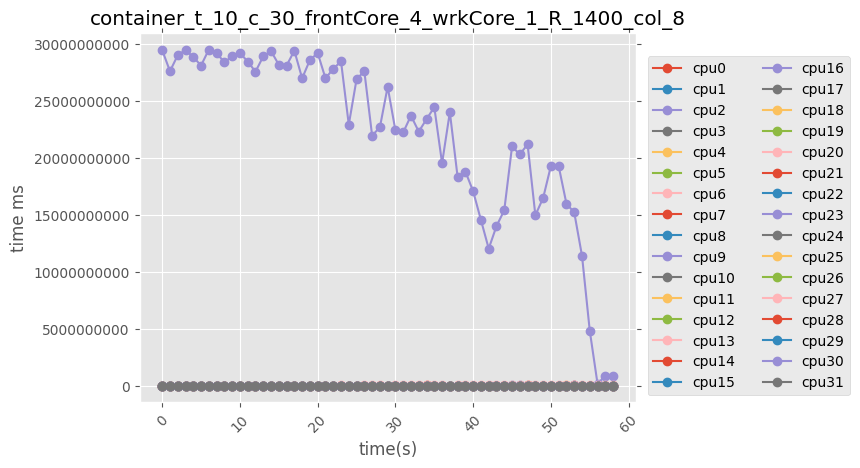 container_t_10_c_30_frontCore_4_wrkCore_1_R_1400_col_8
30000000000
25000000000
20000000000
15000000000
10000000000
5000000000
0
time ms
0 10 20 30 40 50 60
time(s)
cpu0
cpu1
cpu2
cpu3
cpu4
cpu5
cpu6
cpu7
cpu8
cpu9
cpu10
cpu11
cpu12
cpu13
cpu14
cpu15
cpu16
cpu17
cpu18
cpu19
cpu20
cpu21
cpu22
cpu23
cpu24
cpu25
cpu26
cpu27
cpu28
cpu29
cpu30
cpu31